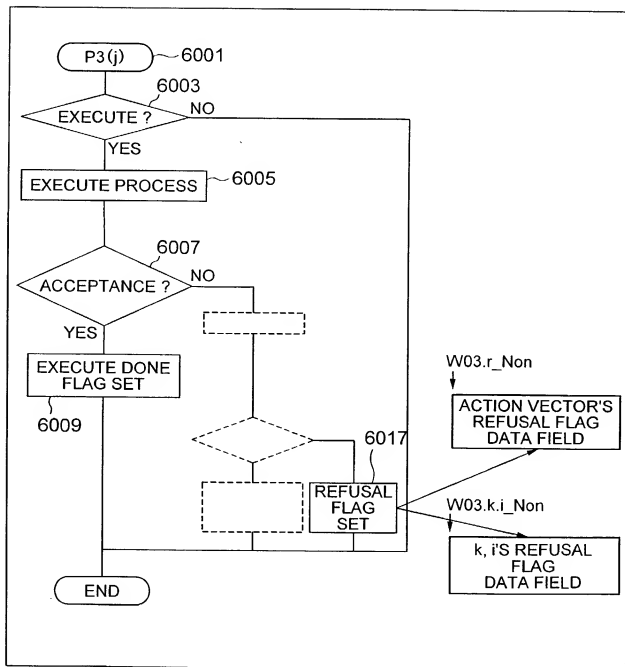 P3(j)
6001
6003
EXECUTE ?
NO
YES
EXECUTE PROCESS
6005
6007
ACCEPTANCE ?
NO
YES
EXECUTE DONE
FLAG SET
6009
6017
REFUSAL
FLAG
SET
W03.r_Non
ACTION VECTOR'S
REFUSAL FLAG
DATA FIELD
W03.k.i_Non
k, i'S REFUSAL
FLAG
DATA FIELD
END